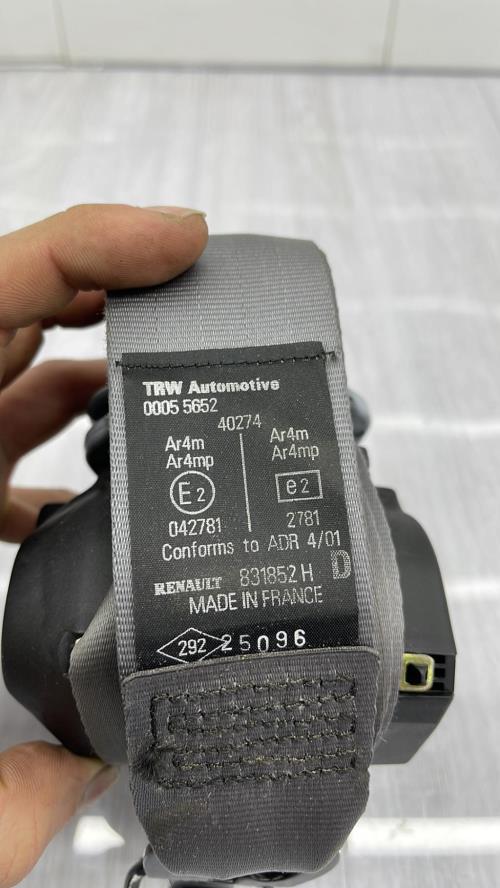 TRW Automotive
0005 5652
40274
Ar4m
Ar4mp
E2
042781
Ar4m
Ar4mp
e2
2781
Conforms to ADR 4/01
D
RENAULT 831852 H
MADE IN FRANCE
292 25096